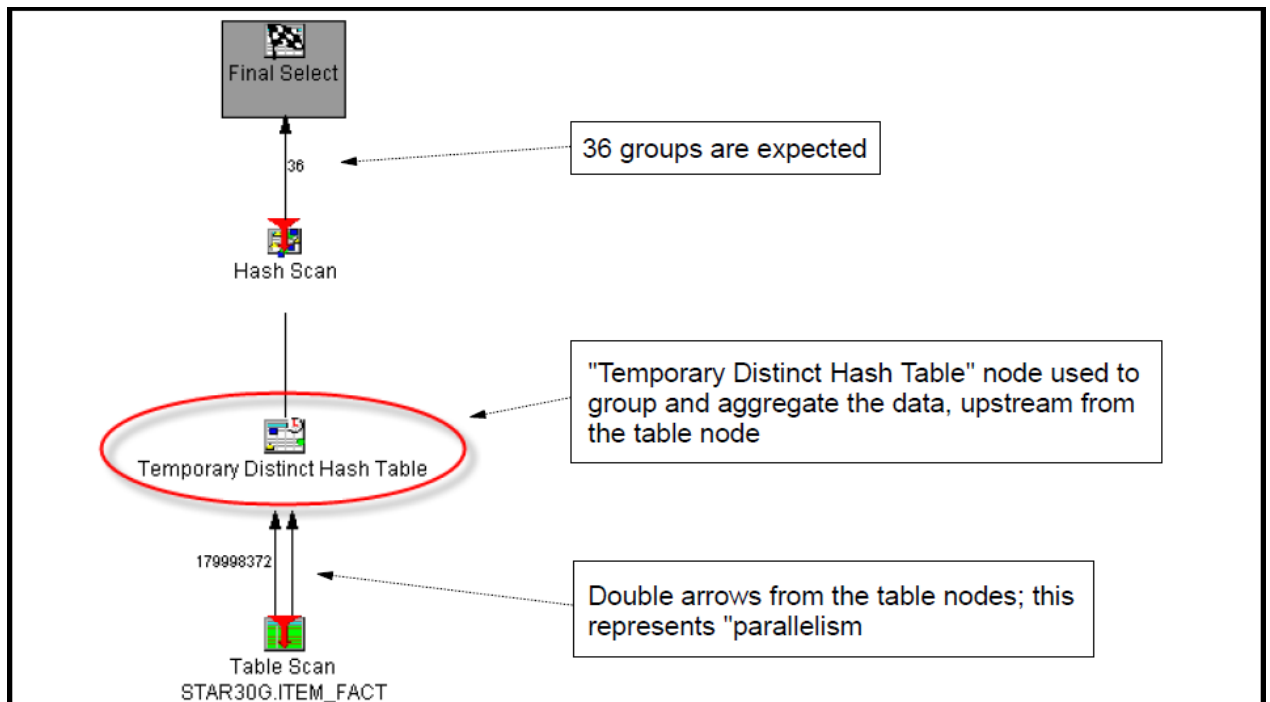 Final Select
36 groups are expected
36
Hash Scan
"Temporary Distinct Hash Table" node used to
group and aggregate the data, upstream from
the table node
Temporary Distinct Hash Table
179998372
Double arrows from the table nodes; this
represents "parallelism
Table Scan
STAR30G.ITEM_FACT